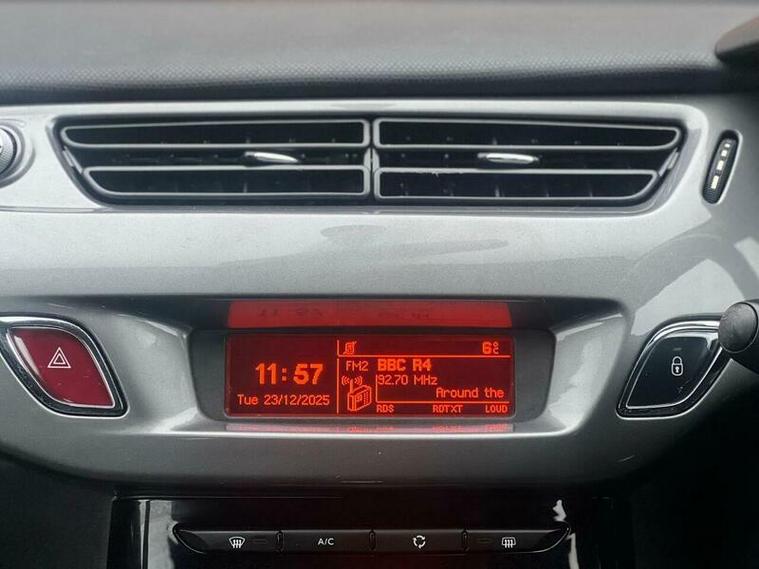 6°C
11:57
FM2 BBC R4
92.70 MHz
Around the
Tue 23/12/2025
RDS RDTXT LOUD
A/C